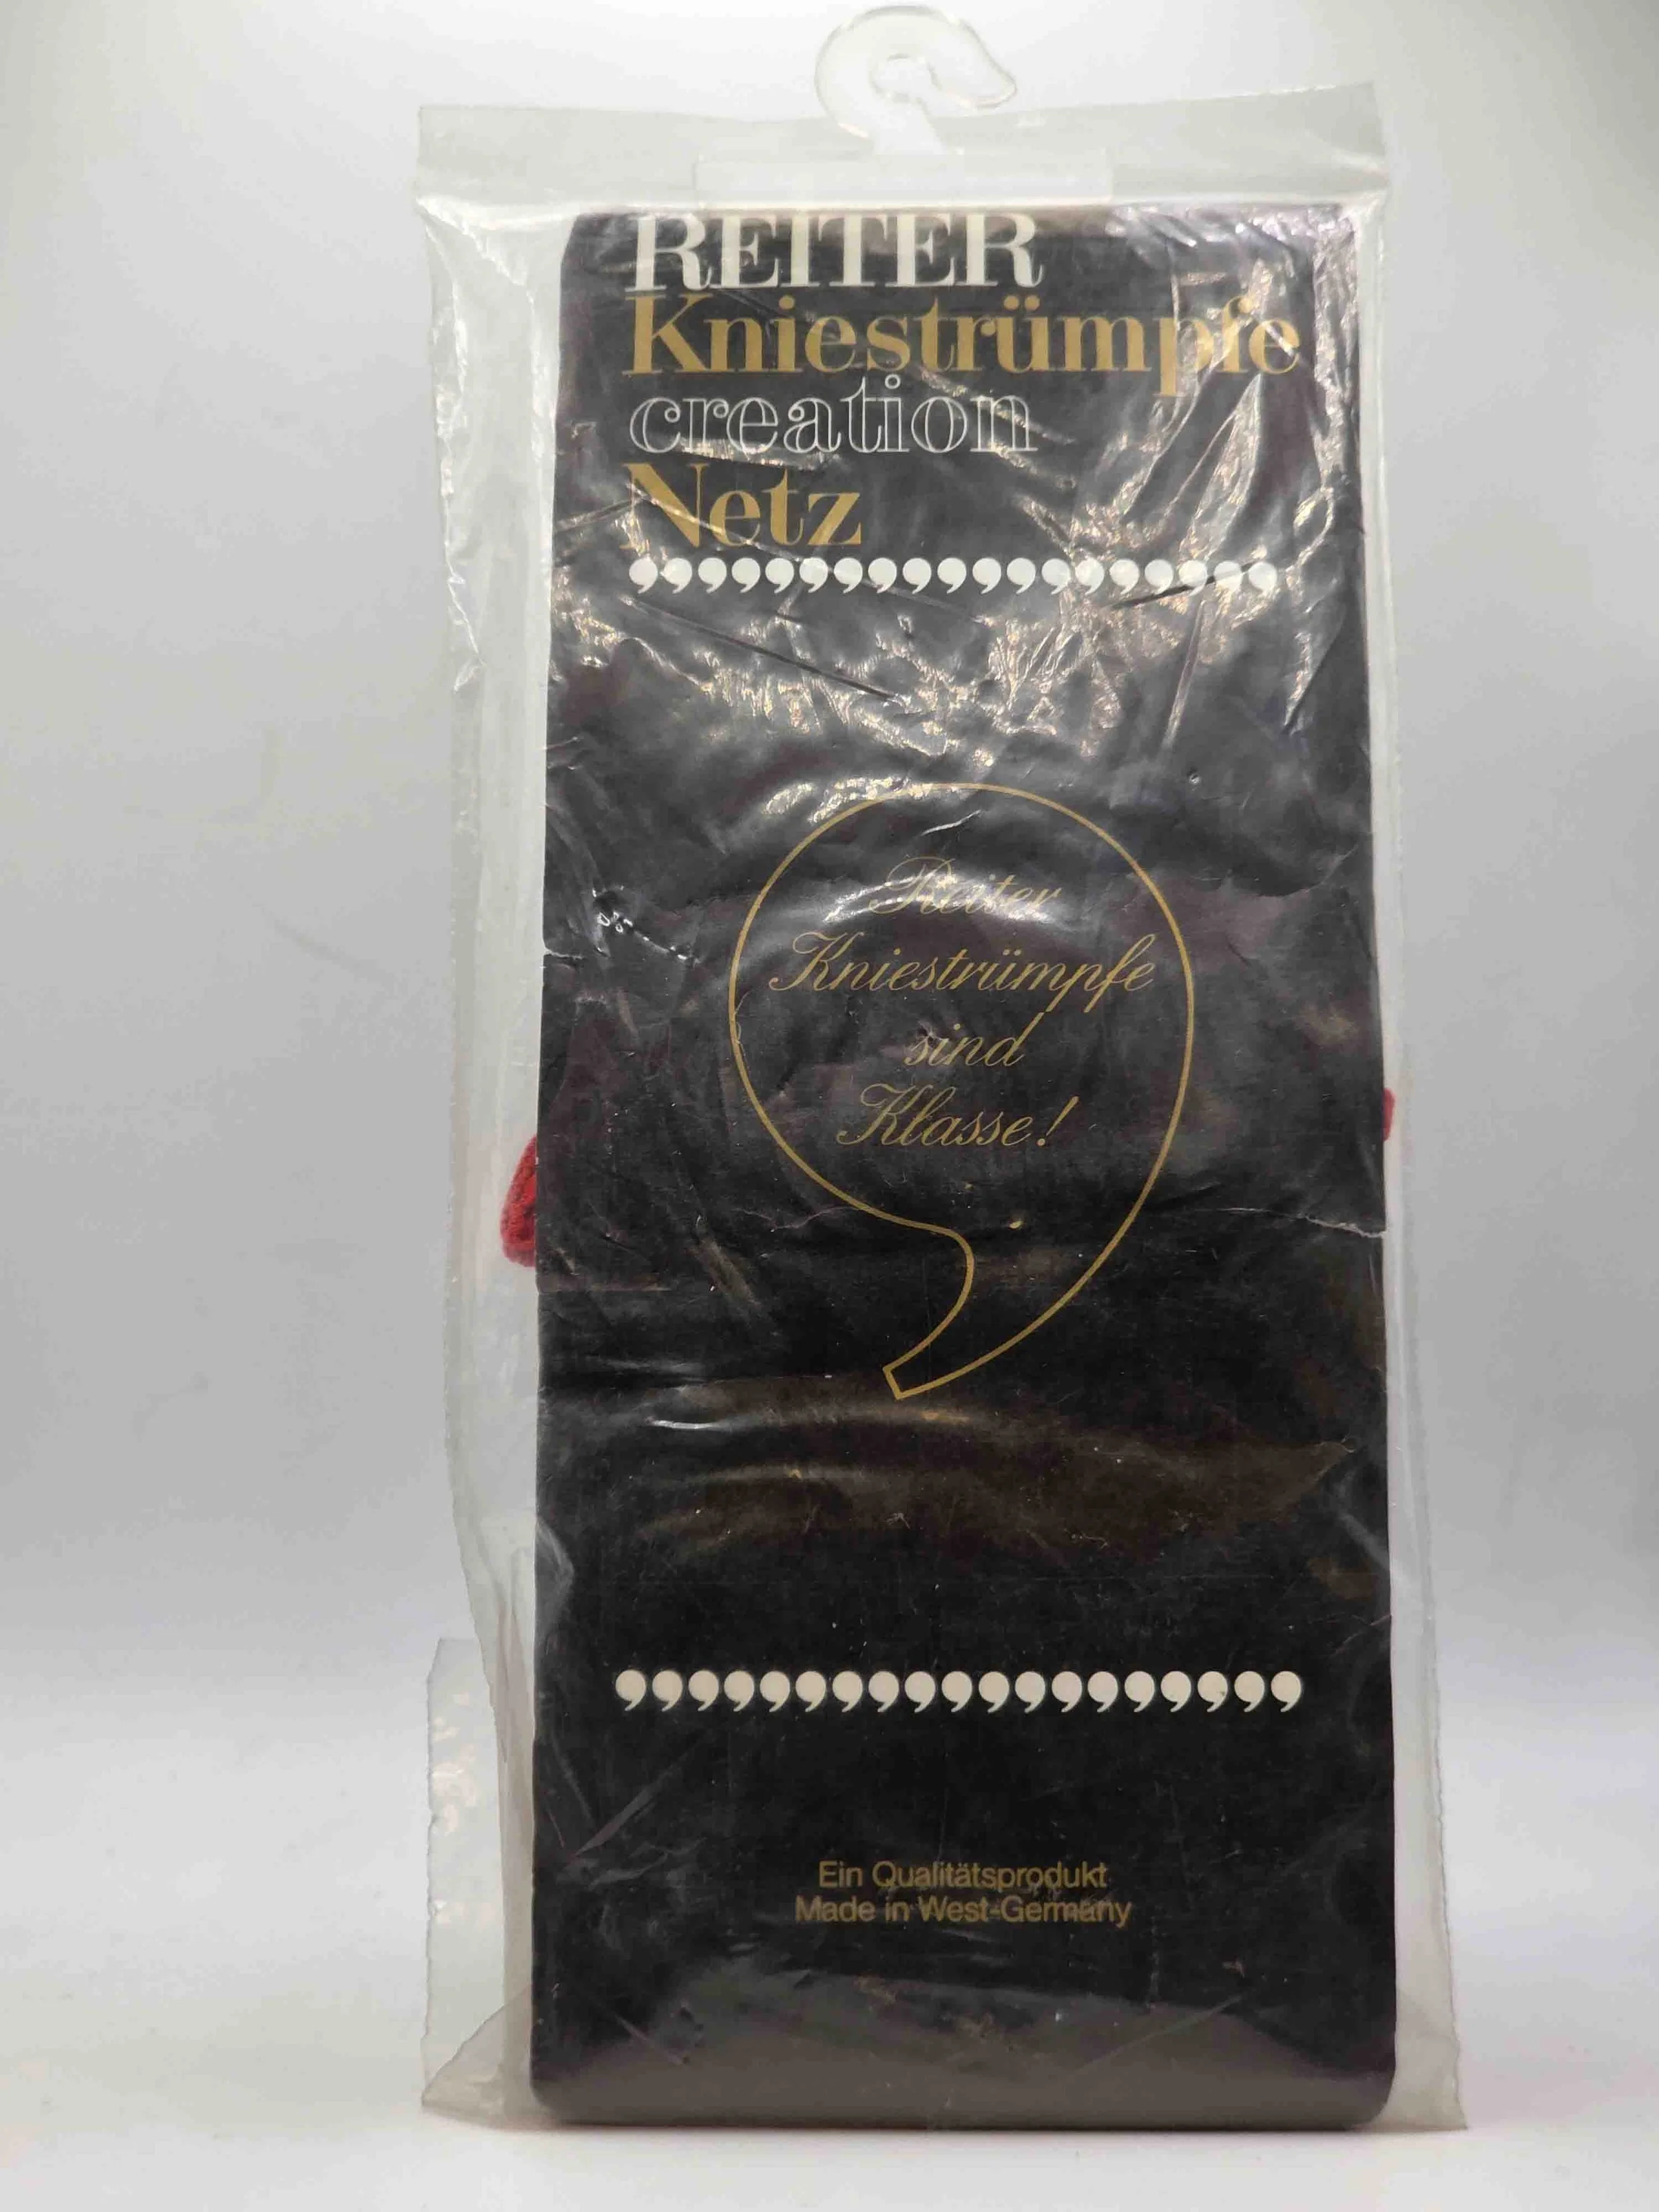 REITER
Kniestrümpfe
creation
Netz
,,,,,,,,,,,,,,,,,,,
Reiter
Kniestrümpfe
sind
Klasse!
,,,,,,,,,,,,,,,,,,,
Ein Qualitätsprodukt
Made in West-Germany